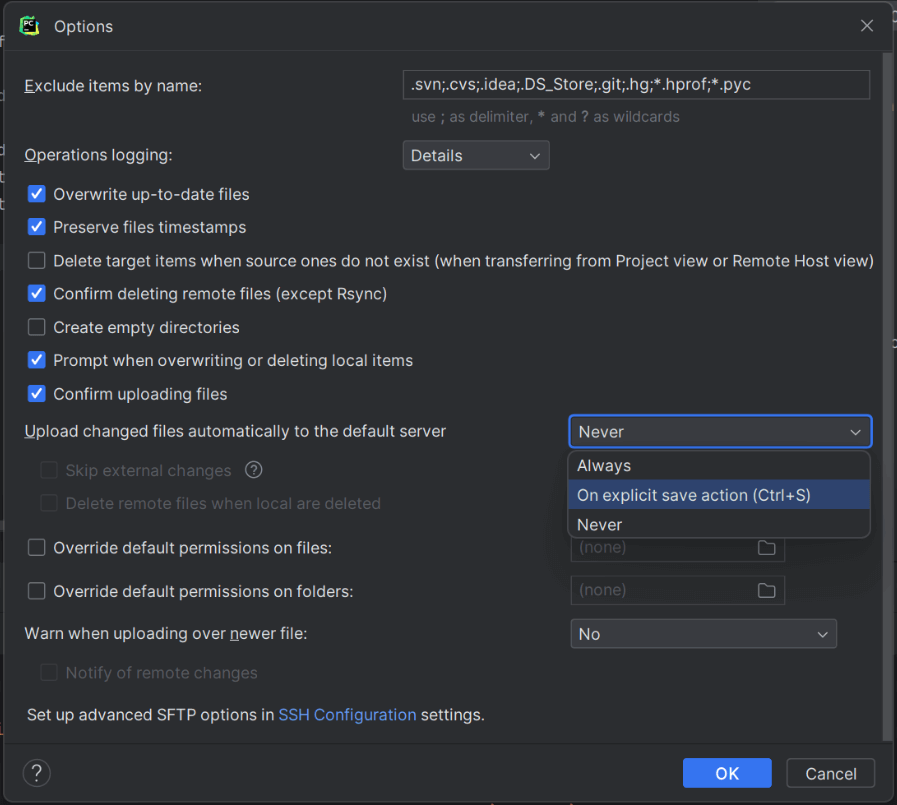 PC
Options
Exclude items by name:
.svn;.cvs;.idea;.DS_Store;.git;.hg;*.hprof;*.pyc
use ; as delimiter, * and ? as wildcards
Operations logging:
Details
Overwrite up-to-date files
Preserve files timestamps
Delete target items when source ones do not exist (when transferring from Project view or Remote Host view)
Confirm deleting remote files (except Rsync)
Create empty directories
Prompt when overwriting or deleting local items
Confirm uploading files
Upload changed files automatically to the default server
Never
Always
On explicit save action (Ctrl+S)
Never
Skip external changes ?
Delete remote files when local are deleted
Override default permissions on files:
(none)
Override default permissions on folders:
(none)
Warn when uploading over newer file:
No
Notify of remote changes
Set up advanced SFTP options in SSH Configuration settings.
?
OK
Cancel